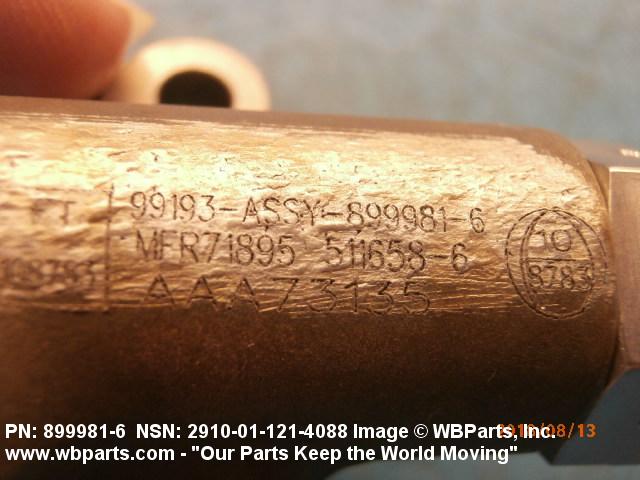 99193-ASSY-899981-6
MFR71895 511658-6
AAA73135
10
8783
PN: 899981-6 NSN: 2910-01-121-4088 Image © WBParts, Inc.
www.wbparts.com - "Our Parts Keep the World Moving"